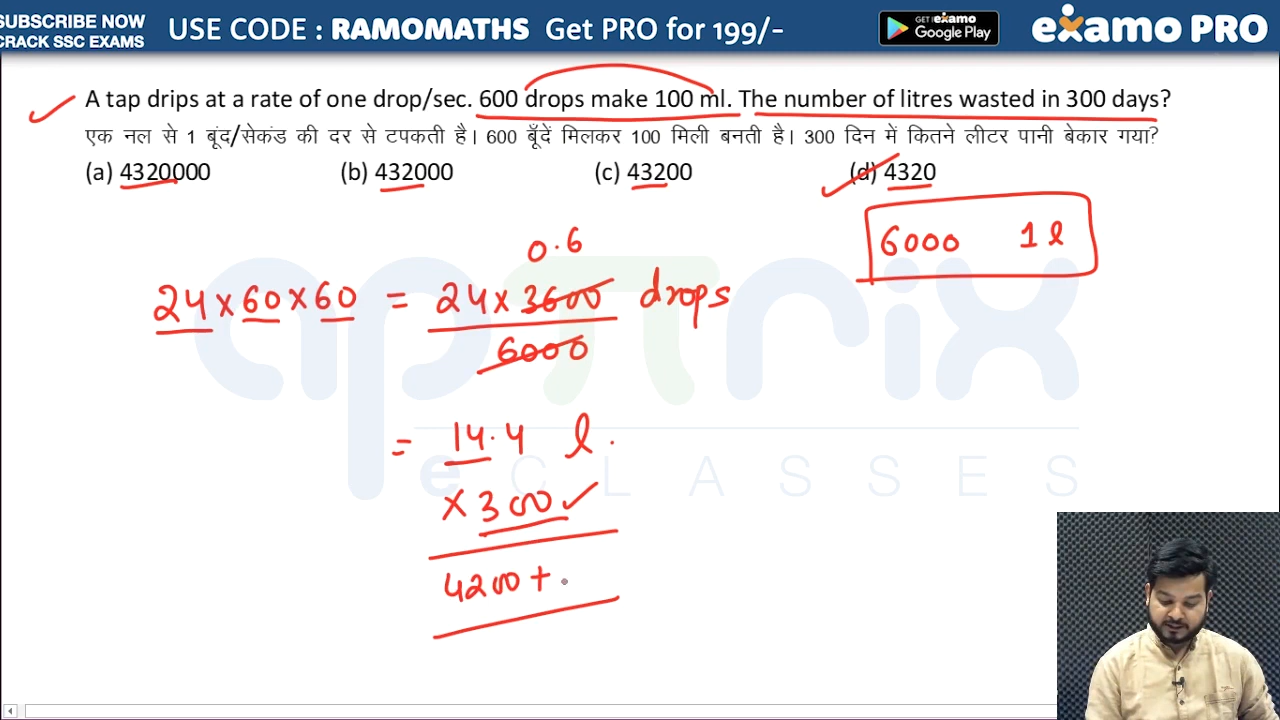 SUBSCRIBE NOW
CRACK SSC EXAMS
USE CODE : RAMOMATHS Get PRO for 199/-
GET IT ON examo
Google Play
examo PRO
A tap drips at a rate of one drop/sec. 600 drops make 100 ml. The number of litres wasted in 300 days?
एक नल से 1 बूंद/सेकंड की दर से टपकती है। 600 बूँदें मिलकर 100 मिली बनती है। 300 दिन में कितने लीटर पानी बेकार गया?
(a) 4320000 (b) 432000 (c) 43200 (d) 4320
6000 1 l
0.6
24 × 60 × 60 = 24 × 3600 drops
6000
= 14.4 l.
× 300
4200 +
aptrix
eCLASSES